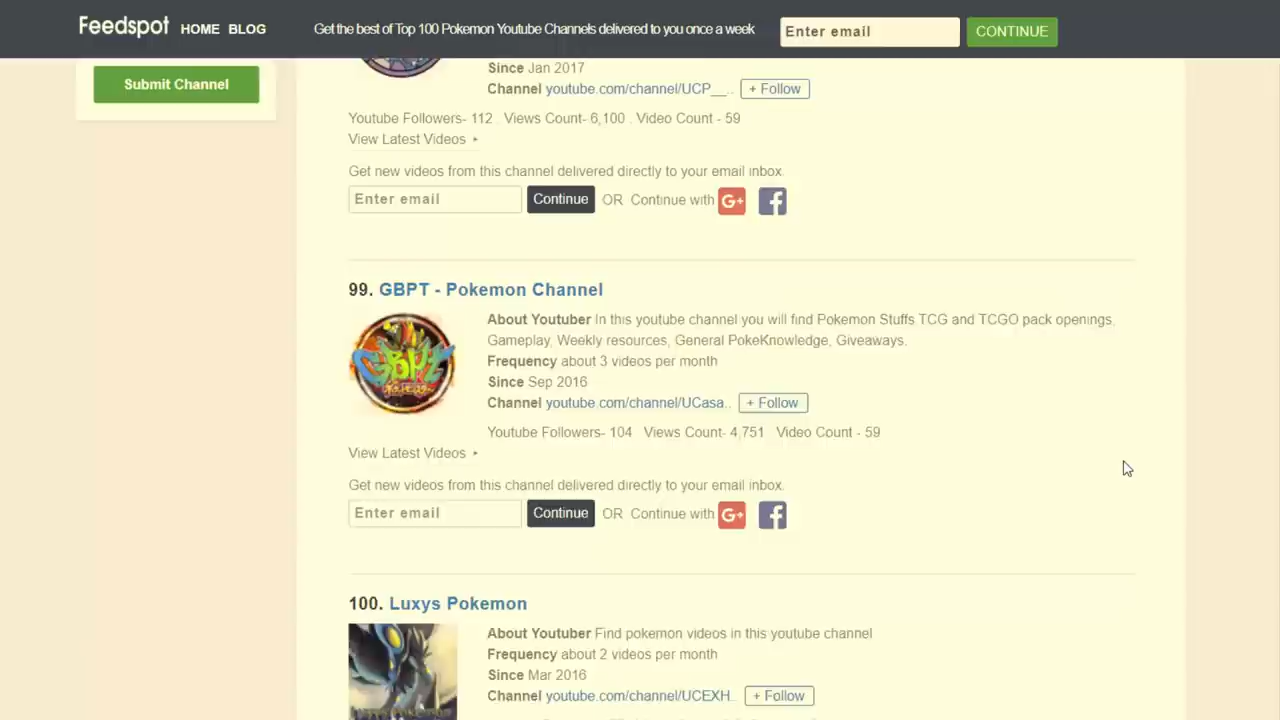 Feedspot HOME BLOG Get the best of Top 100 Pokemon Youtube Channels delivered to you once a week Enter email CONTINUE
Submit Channel
Since Jan 2017
Channel youtube.com/channel/UCP__.. + Follow
Youtube Followers- 112 . Views Count- 6,100 . Video Count - 59
View Latest Videos
Get new videos from this channel delivered directly to your email inbox.
Enter email Continue OR Continue with G+ f
99. GBPT - Pokemon Channel
GBPT
About Youtuber In this youtube channel you will find Pokemon Stuffs TCG and TCGO pack openings,
Gameplay, Weekly resources, General PokeKnowledge, Giveaways.
Frequency about 3 videos per month
Since Sep 2016
Channel youtube.com/channel/UCasa.. + Follow
Youtube Followers- 104 Views Count- 4,751 Video Count - 59
View Latest Videos
Get new videos from this channel delivered directly to your email inbox.
Enter email Continue OR Continue with G+ f
100. Luxys Pokemon
About Youtuber Find pokemon videos in this youtube channel
Frequency about 2 videos per month
Since Mar 2016
Channel youtube.com/channel/UCEXH.. + Follow